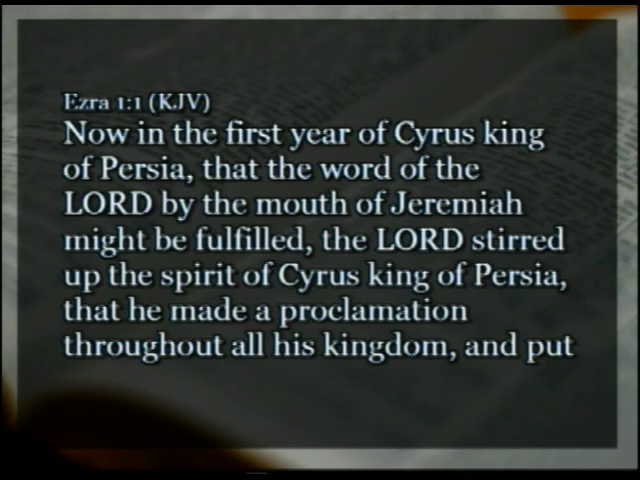 Ezra 1:1 (KJV)
Now in the first year of Cyrus king
of Persia, that the word of the
LORD by the mouth of Jeremiah
might be fulfilled, the LORD stirred
up the spirit of Cyrus king of Persia,
that he made a proclamation
throughout all his kingdom, and put